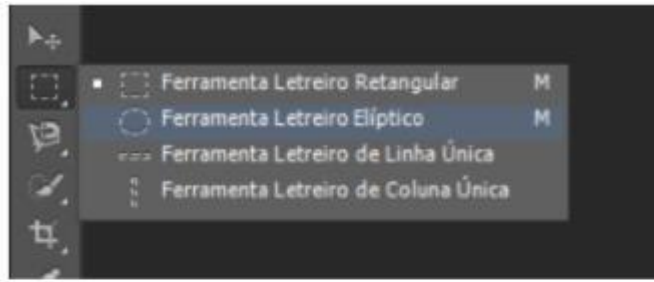 Ferramenta Letreiro Retangular M
Ferramenta Letreiro Elíptico M
Ferramenta Letreiro de Linha Única
Ferramenta Letreiro de Coluna Única